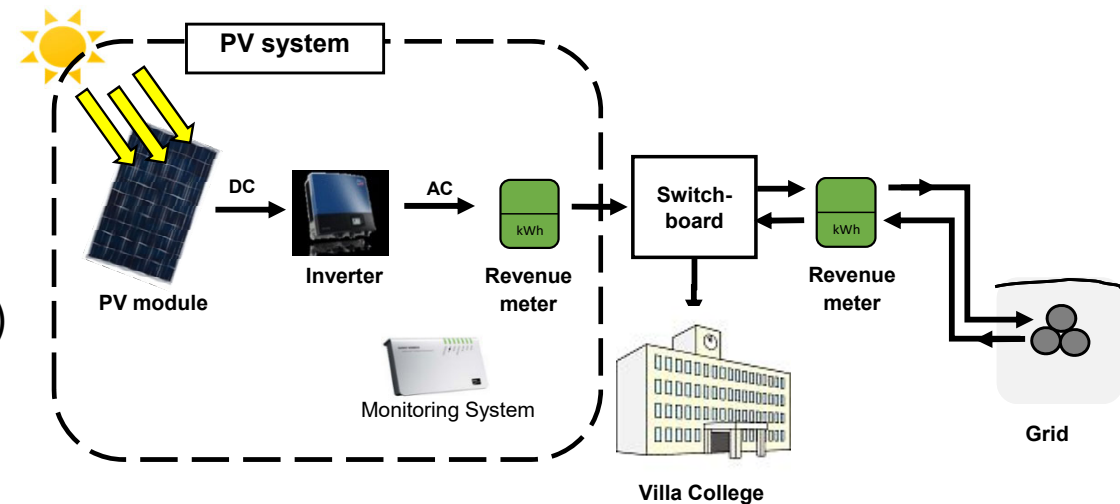 PV system
DC
AC
kWh
Switch-
board
kWh
Inverter
Revenue
meter
Revenue
meter
PV module
Monitoring System
Grid
Villa College
)